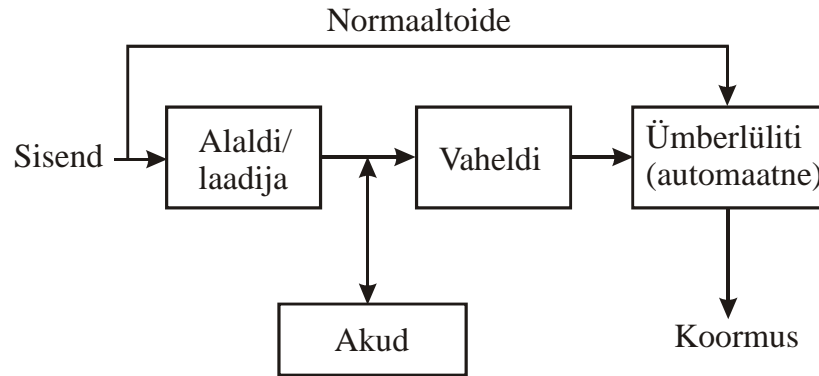 Normaaltoide
Sisend
Alaldi/
laadija
Vaheldi
Ümberlüliti
(automaatne)
Akud
Koormus